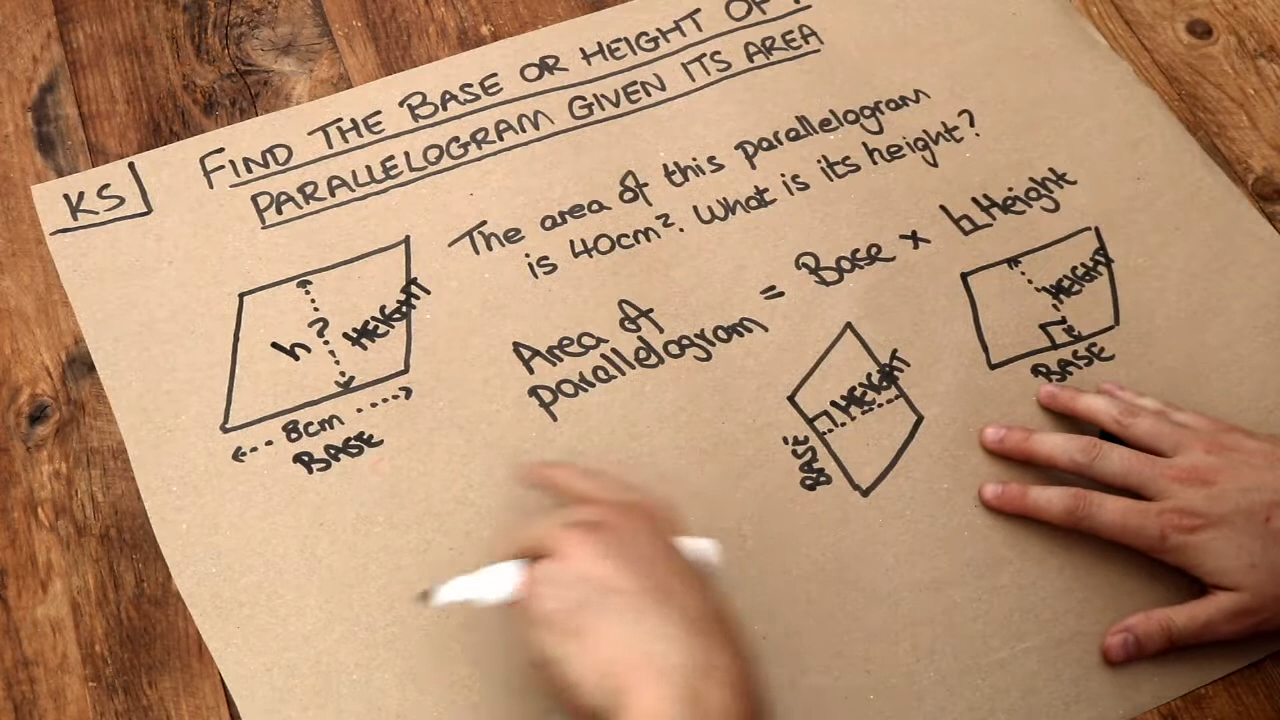 KS
FIND THE BASE OR HEIGHT OF A
PARALLELOGRAM GIVEN ITS AREA
The area of this parallelogram
is 40cm². What is its height?
Area of
parallelogram = Base × h Height
h ?
HEIGHT
8cm
BASE
HEIGHT
BASE
HEIGHT
BASE